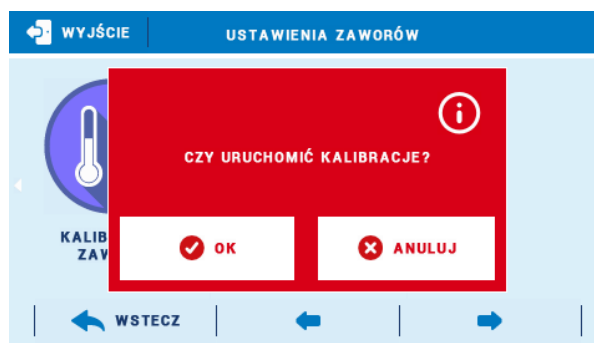 WYJŚCIE
USTAWIENIA ZAWORÓW
CZY URUCHOMIĆ KALIBRACJE?
KALIB
ZAW
OK
ANULUJ
WSTECZ